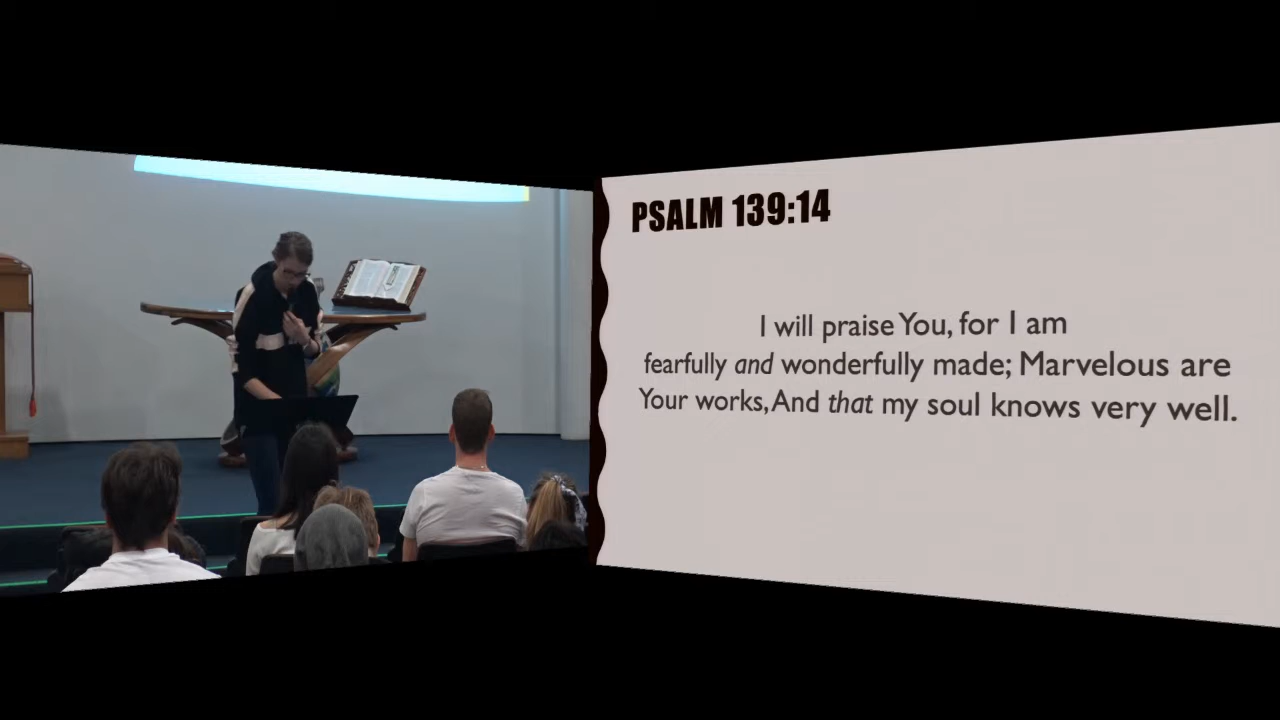 PSALM 139:14
I will praise You, for I am
fearfully and wonderfully made; Marvelous are
Your works, And that my soul knows very well.